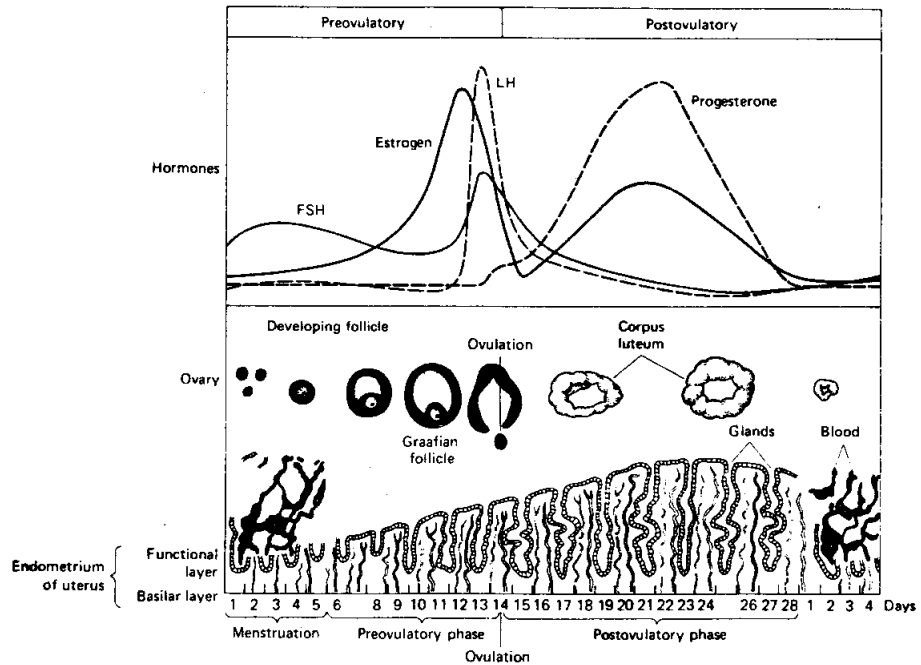 Preovulatory
Postovulatory
LH
Progesterone
Estrogen
Hormones
FSH
Developing follicle
Ovulation
Corpus
luteum
Ovary
Graafian
follicle
Glands
Blood
Endometrium
of uterus
Functional
layer
Basilar layer
1 2 3 4 5 6 8 9 10 11 12 13 14 15 16 17 18 19 20 21 22 23 24 26 27 28 1 2 3 4 Days
Menstruation
Preovulatory phase
Postovulatory phase
Ovulation